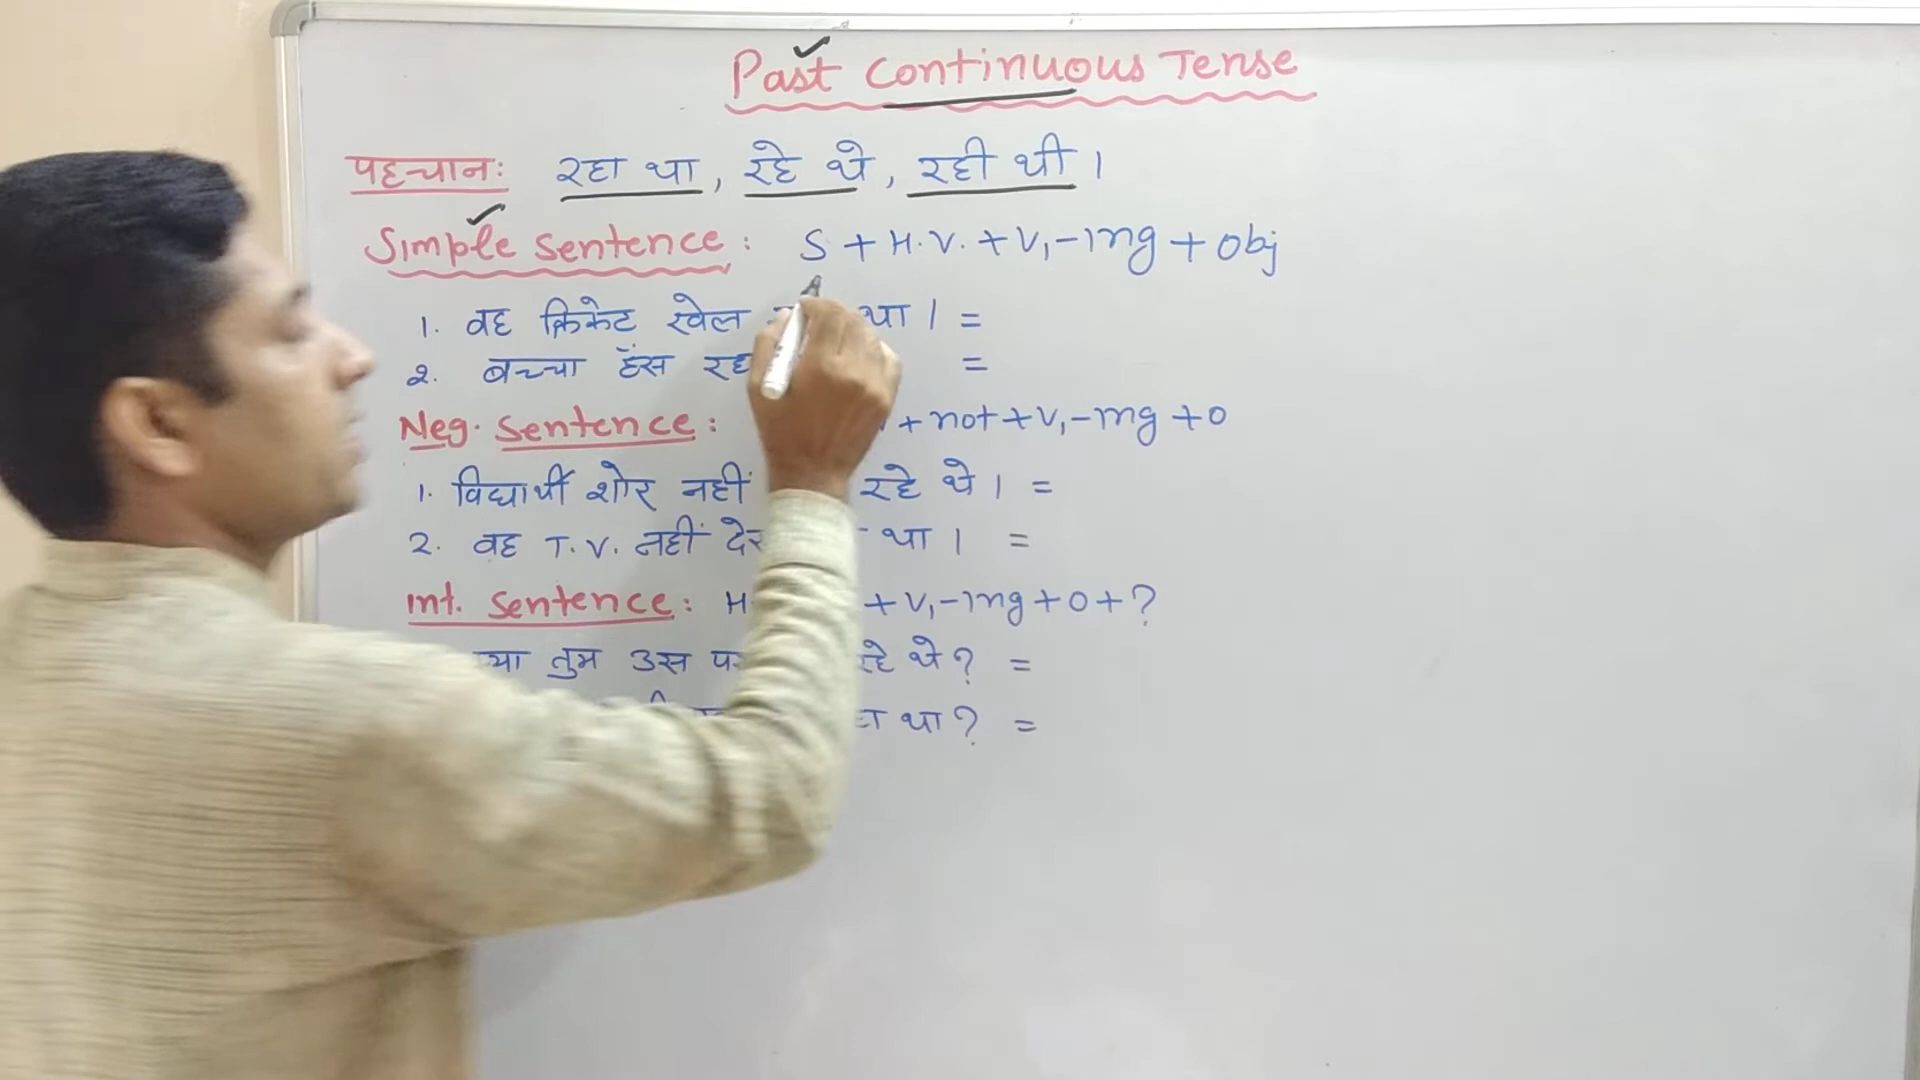 Past Continuous Tense
पहचान: रहा था, रहे थे, रही थी ।
Simple Sentence: S + H.V. + V₁-ing + obj
1. वह क्रिकेट खेल था । =
2. बच्चा हँस =
Neg. Sentence: + not + V₁-ing + O
1. विद्यार्थी शोर नहीं रहे थे । =
2. वह T.V. नहीं था । =
Int. Sentence: + V₁-ing + O + ?
तुम उस थे ? =
था ? =